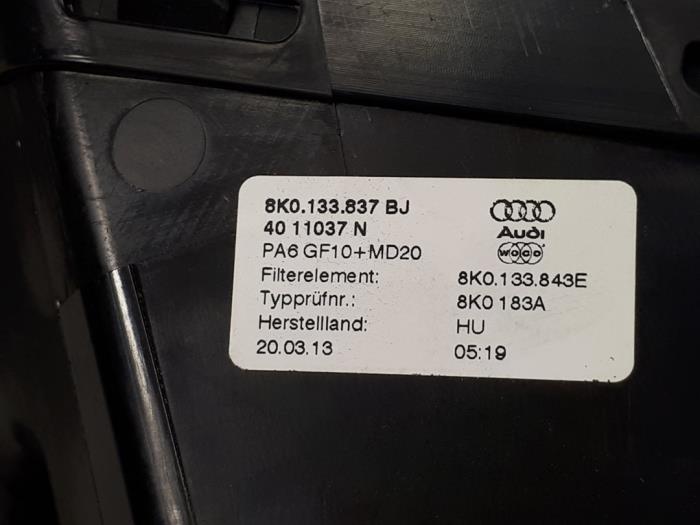 8K0.133.837 BJ
40 11037 N
Audi
PA6 GF10+MD20
WOCO
Filterelement: 8K0.133.843E
Typprüfnr.: 8K0 183A
Herstellland: HU
20.03.13 05:19